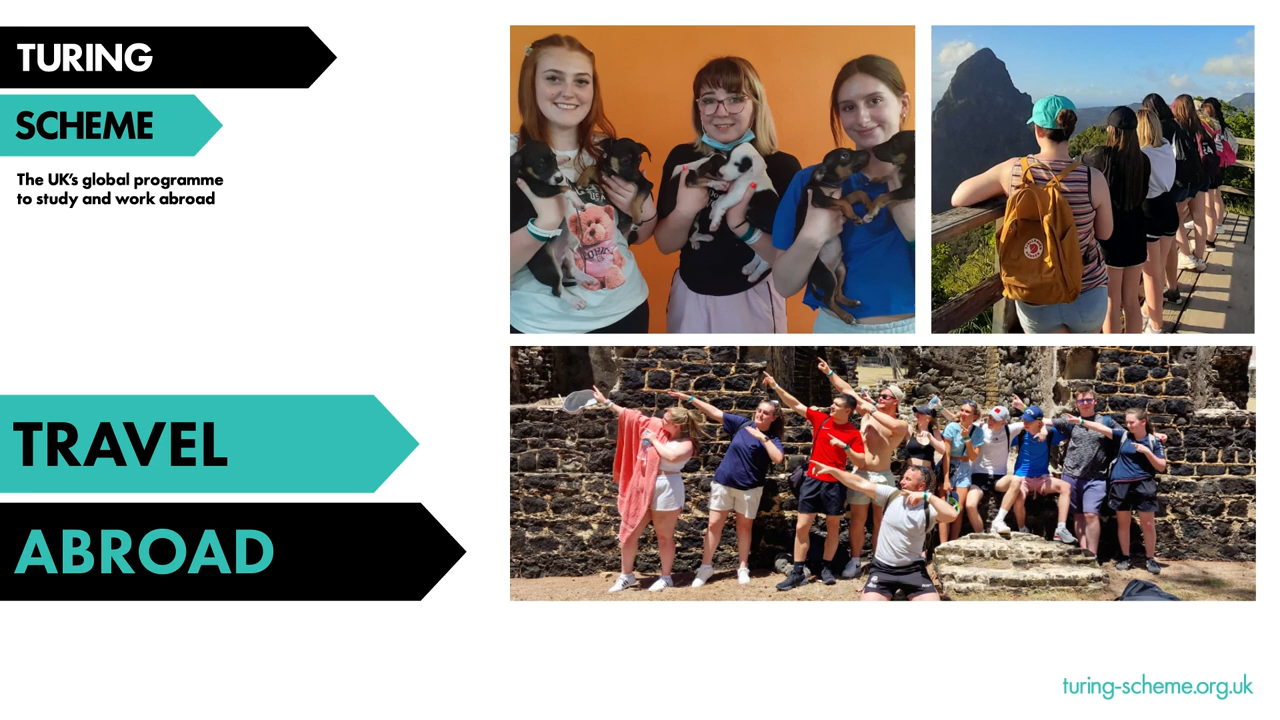 TURING
SCHEME
The UK's global programme
to study and work abroad
TRAVEL
ABROAD
turing-scheme.org.uk